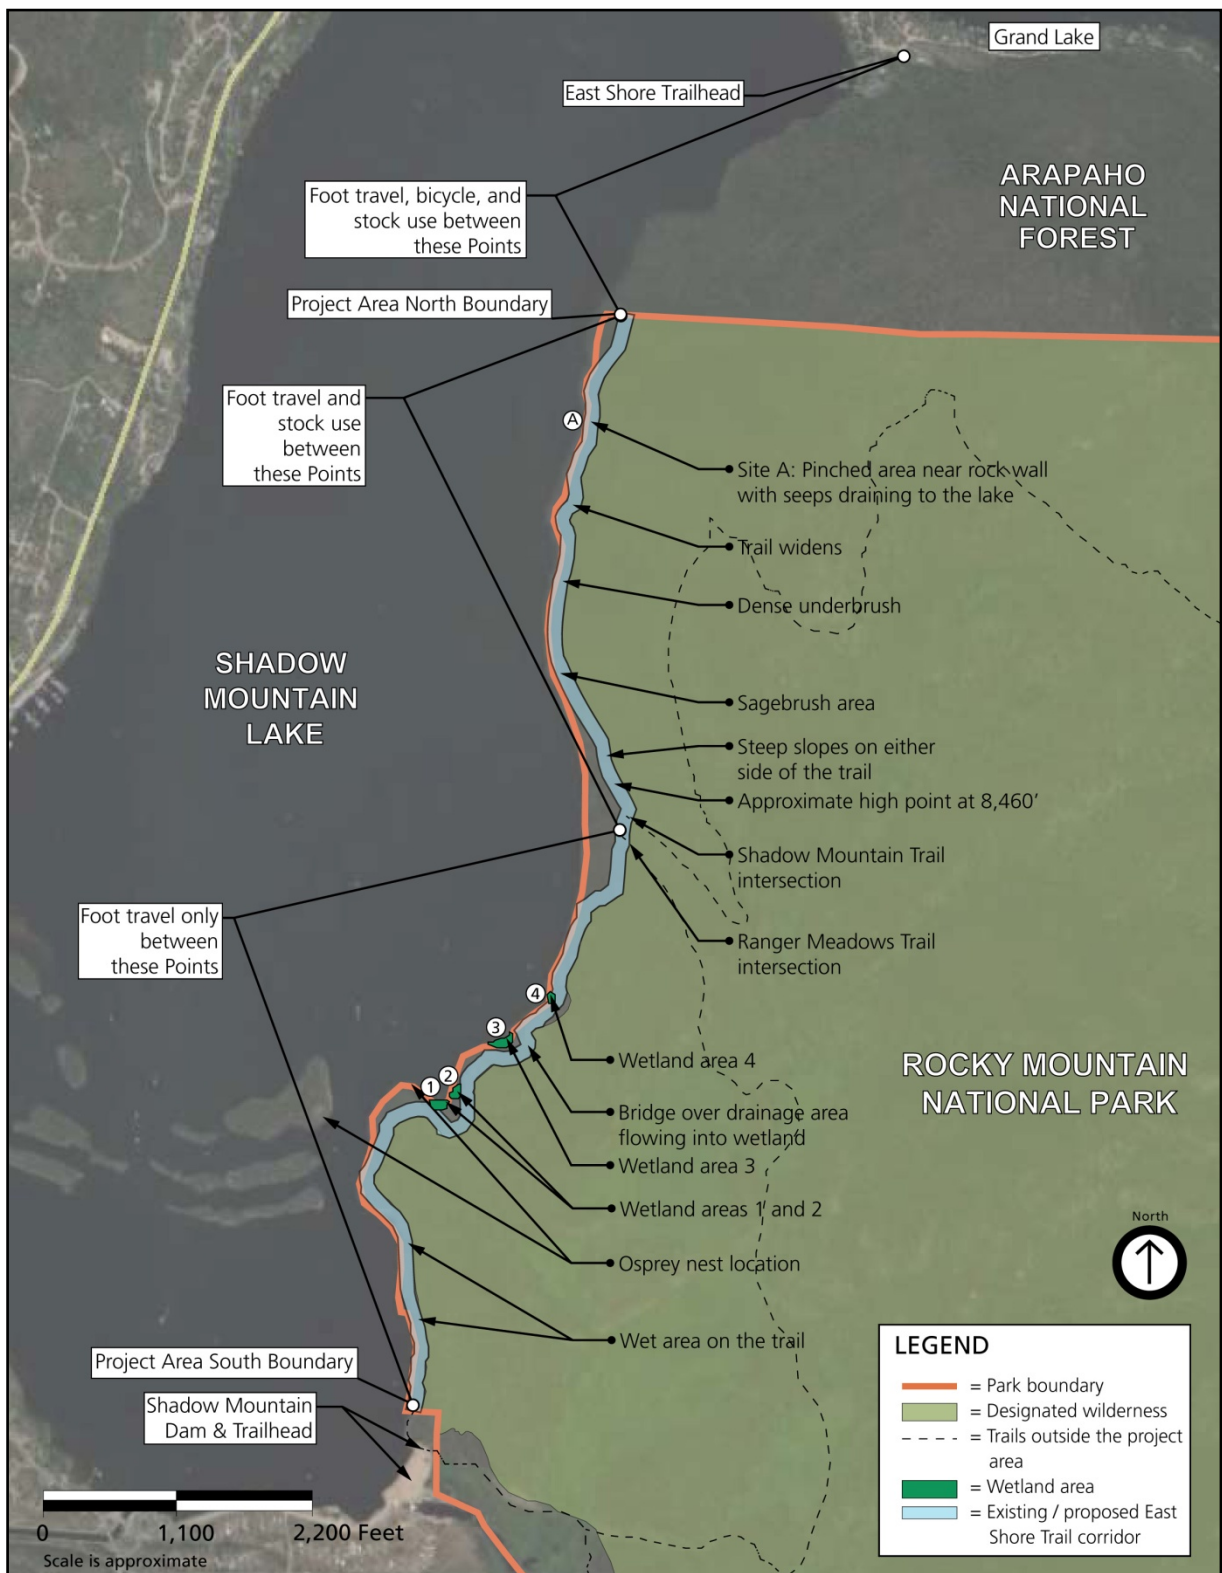 Grand Lake
East Shore Trailhead
ARAPAHO
NATIONAL
FOREST
Foot travel, bicycle, and
stock use between
these Points
Project Area North Boundary
Foot travel and
stock use
between
these Points
A
Site A: Pinched area near rock wall
with seeps draining to the lake
Trail widens
Dense underbrush
SHADOW
MOUNTAIN
LAKE
Sagebrush area
Steep slopes on either
side of the trail
Approximate high point at 8,460’
Shadow Mountain Trail
intersection
Foot travel only
between
these Points
Ranger Meadows Trail
intersection
4
3
2
1
Wetland area 4
ROCKY MOUNTAIN
NATIONAL PARK
Bridge over drainage area
flowing into wetland
Wetland area 3
Wetland areas 1 and 2
Osprey nest location
North
Wet area on the trail
Project Area South Boundary
Shadow Mountain
Dam & Trailhead
LEGEND
= Park boundary
= Designated wilderness
= Trails outside the project
area
= Wetland area
= Existing / proposed East
Shore Trail corridor
0 1,100 2,200 Feet
Scale is approximate